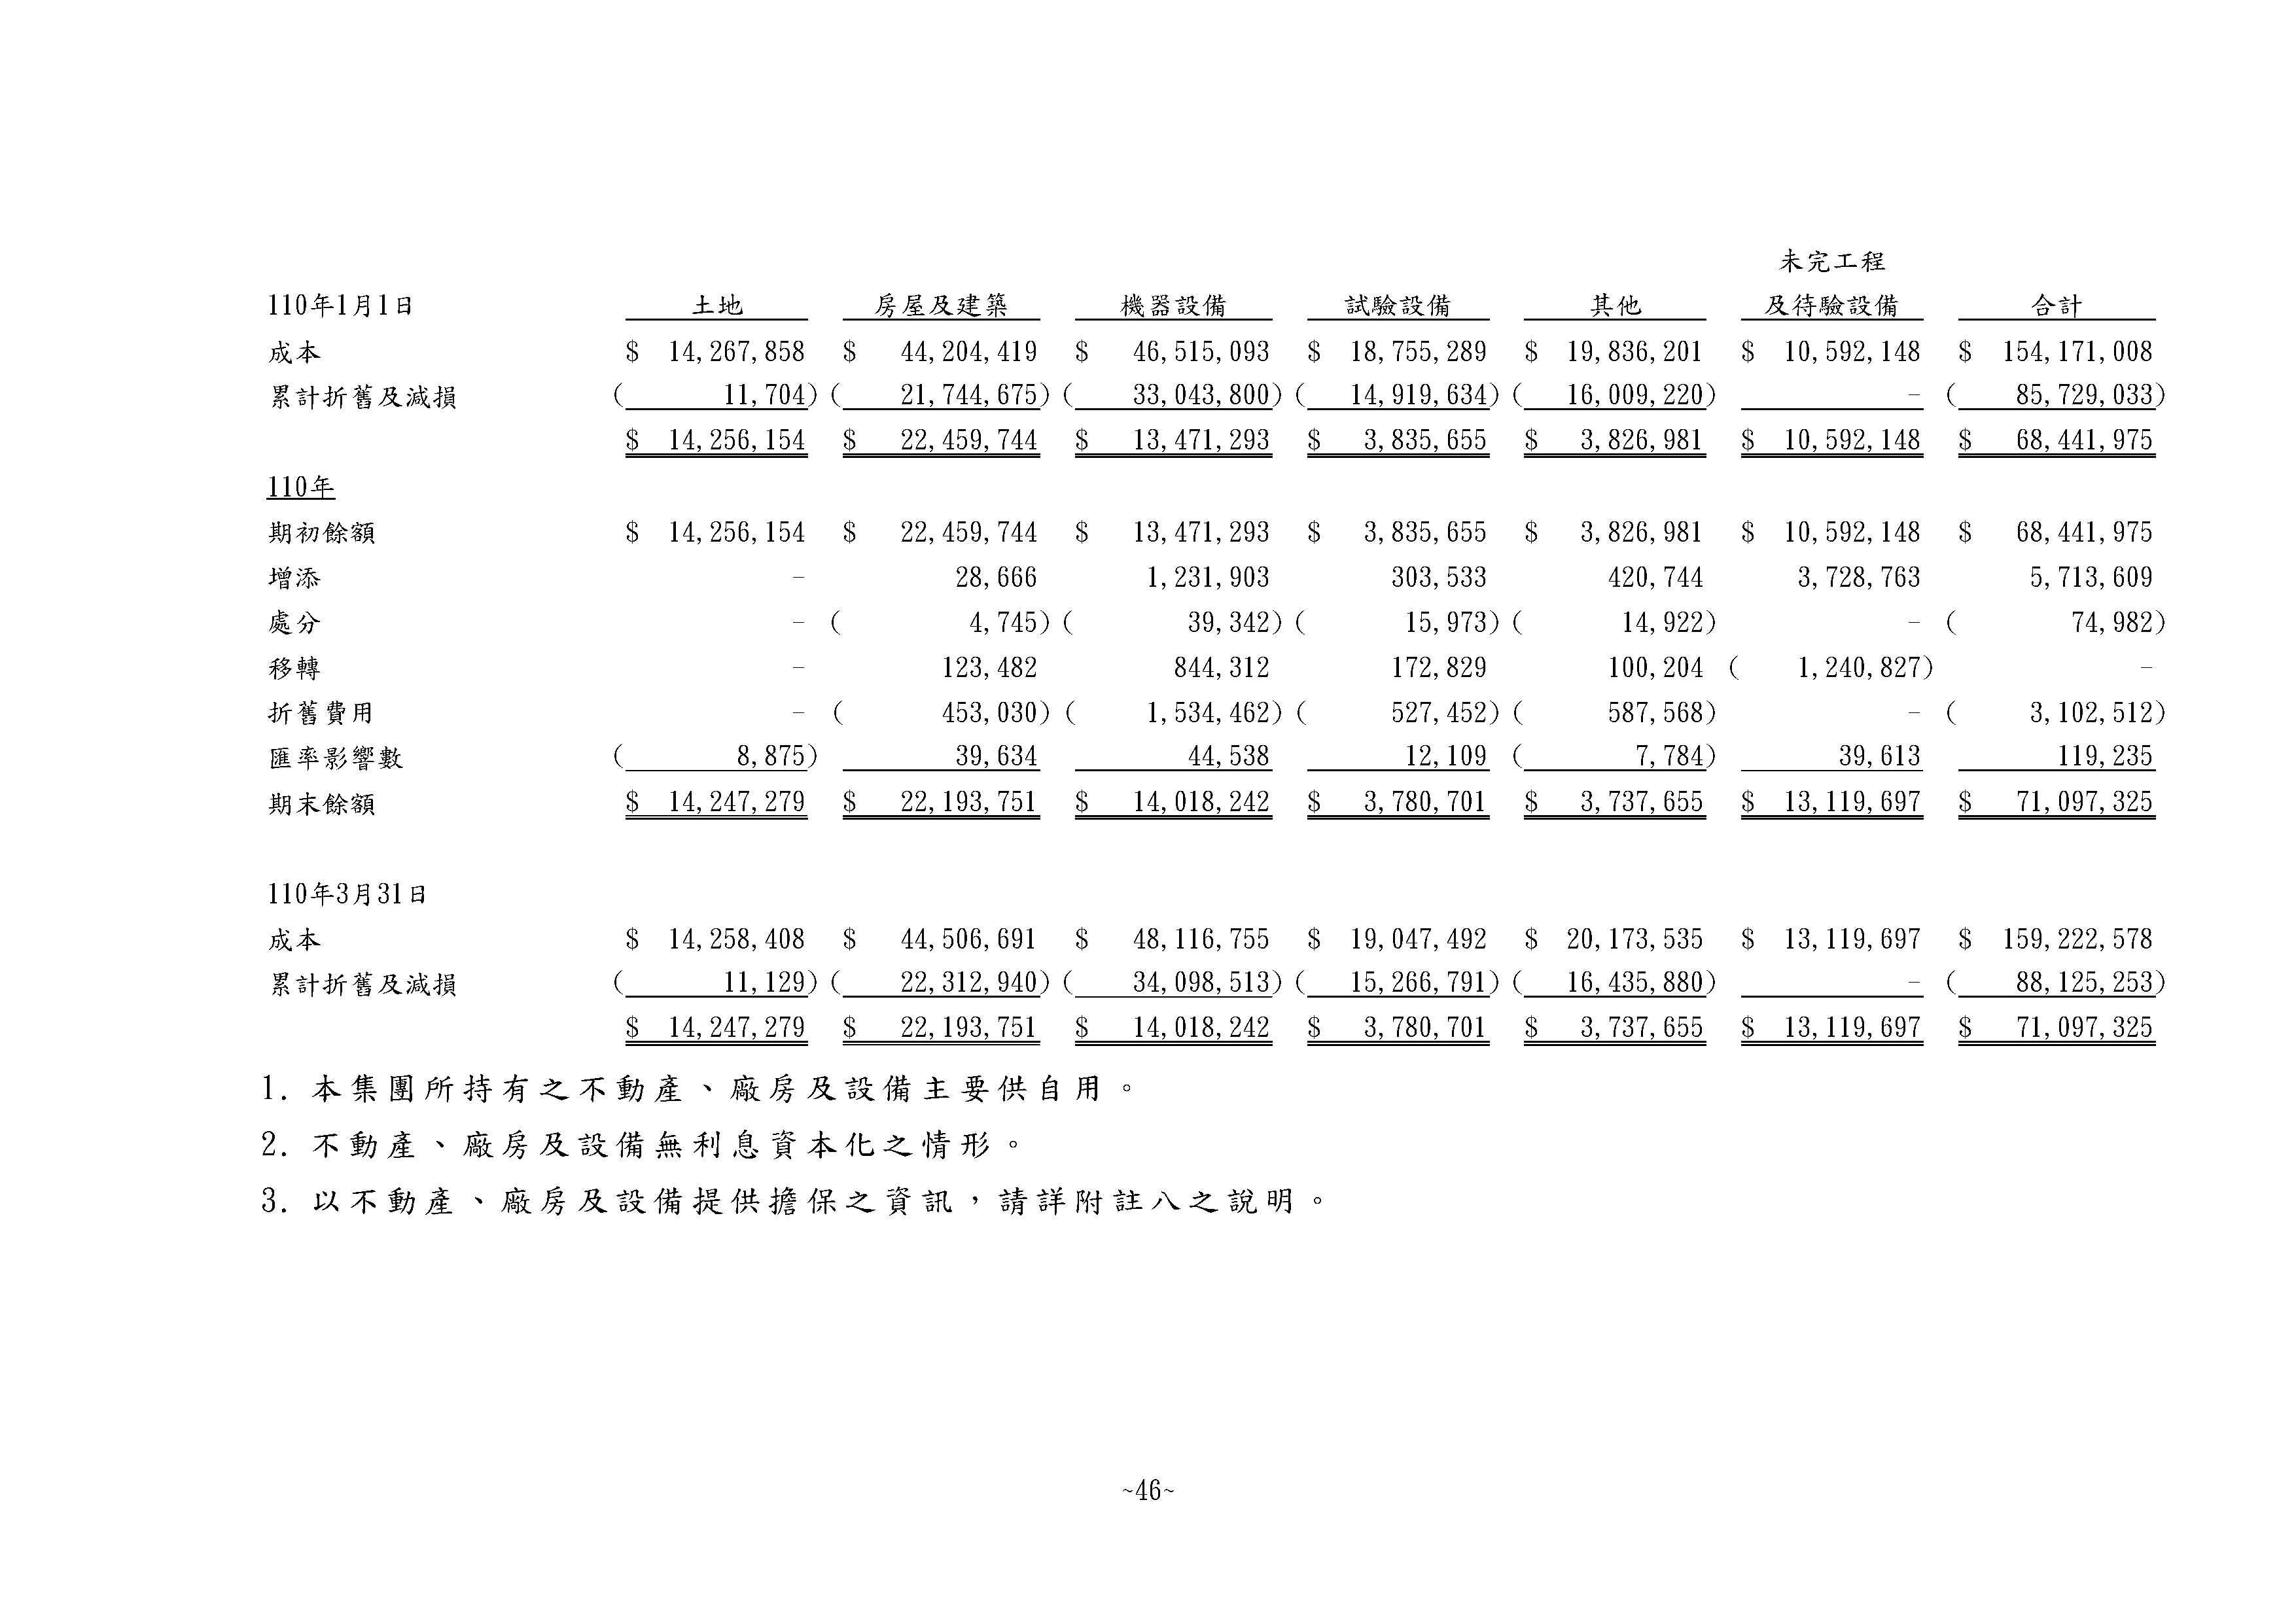 未完工程
110年1月1日 土地 房屋及建築 機器設備 試驗設備 其他 及待驗設備 合計
成本 $ 14,267,858 $ 44,204,419 $ 46,515,093 $ 18,755,289 $ 19,836,201 $ 10,592,148 $ 154,171,008
累計折舊及減損 ( 11,704) ( 21,744,675) ( 33,043,800) ( 14,919,634) ( 16,009,220) - ( 85,729,033)
$ 14,256,154 $ 22,459,744 $ 13,471,293 $ 3,835,655 $ 3,826,981 $ 10,592,148 $ 68,441,975
110年
期初餘額 $ 14,256,154 $ 22,459,744 $ 13,471,293 $ 3,835,655 $ 3,826,981 $ 10,592,148 $ 68,441,975
增添 - 28,666 1,231,903 303,533 420,744 3,728,763 5,713,609
處分 - ( 4,745) ( 39,342) ( 15,973) ( 14,922) - ( 74,982)
移轉 - 123,482 844,312 172,829 100,204 ( 1,240,827) -
折舊費用 - ( 453,030) ( 1,534,462) ( 527,452) ( 587,568) - ( 3,102,512)
匯率影響數 ( 8,875) 39,634 44,538 12,109 ( 7,784) 39,613 119,235
期末餘額 $ 14,247,279 $ 22,193,751 $ 14,018,242 $ 3,780,701 $ 3,737,655 $ 13,119,697 $ 71,097,325
110年3月31日
成本 $ 14,258,408 $ 44,506,691 $ 48,116,755 $ 19,047,492 $ 20,173,535 $ 13,119,697 $ 159,222,578
累計折舊及減損 ( 11,129) ( 22,312,940) ( 34,098,513) ( 15,266,791) ( 16,435,880) - ( 88,125,253)
$ 14,247,279 $ 22,193,751 $ 14,018,242 $ 3,780,701 $ 3,737,655 $ 13,119,697 $ 71,097,325
1. 本集團所持有之不動產、廠房及設備主要供自用。
2. 不動產、廠房及設備無利息資本化之情形。
3. 以不動產、廠房及設備提供擔保之資訊，請詳附註八之說明。
~46~